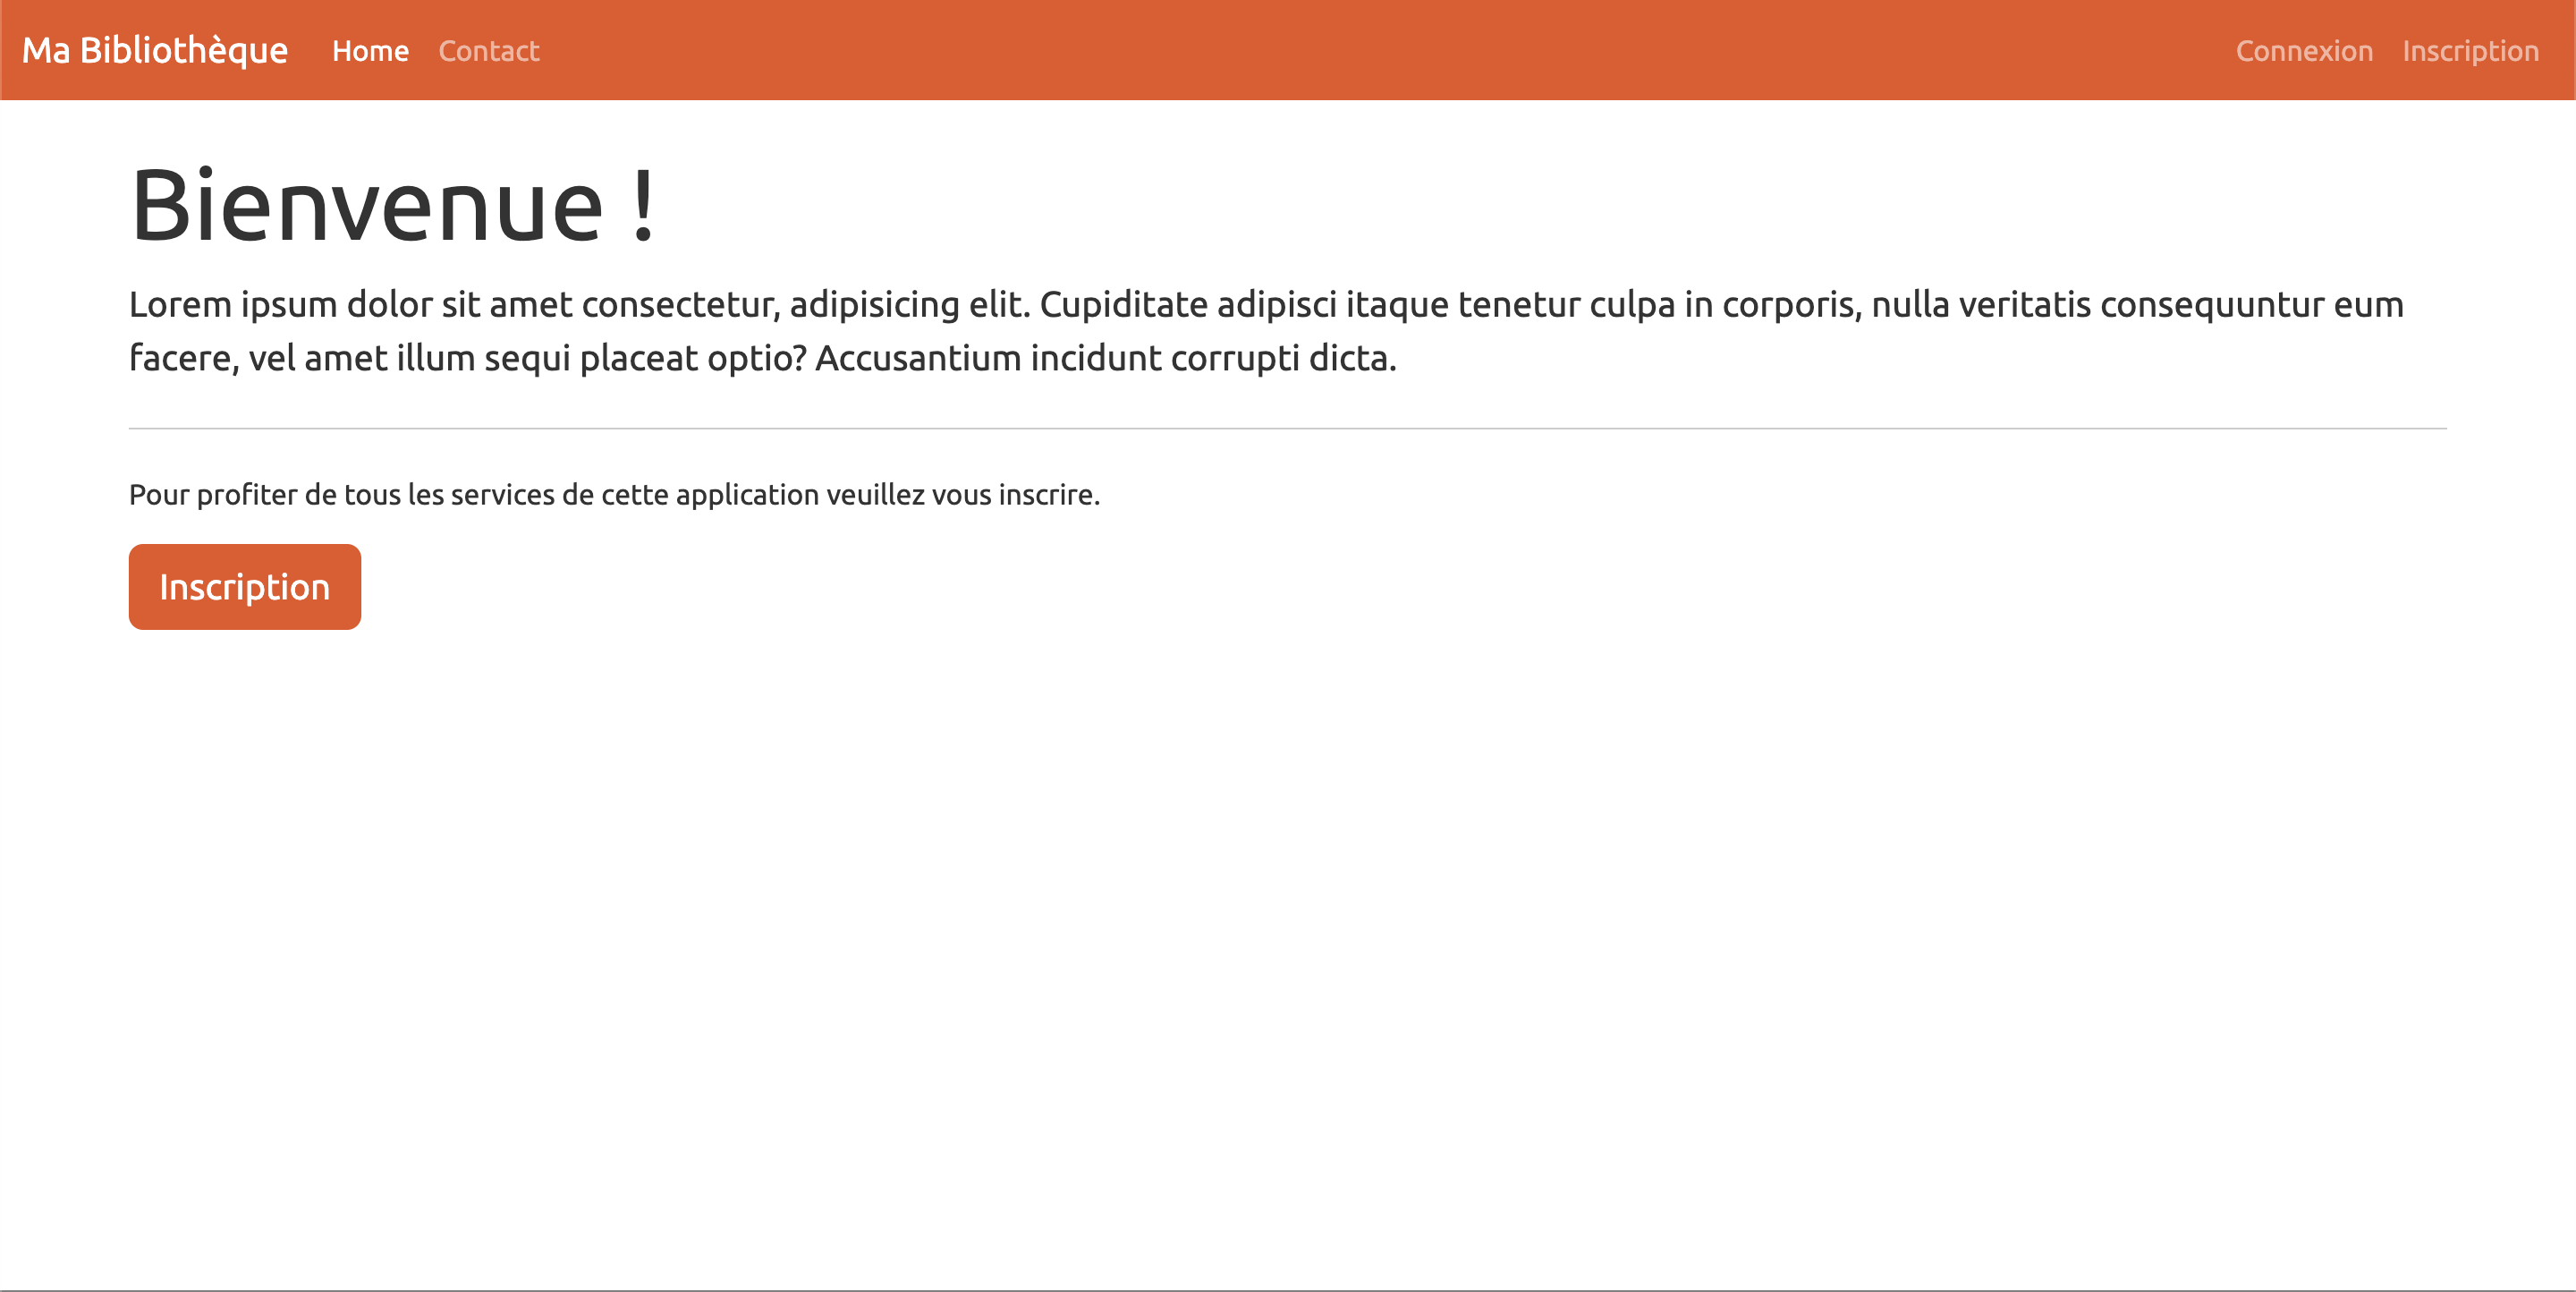 Ma Bibliothèque Home Contact Connexion Inscription
Bienvenue !
Lorem ipsum dolor sit amet consectetur, adipisicing elit. Cupiditate adipisci itaque tenetur culpa in corporis, nulla veritatis consequuntur eum
facere, vel amet illum sequi placeat optio? Accusantium incidunt corrupti dicta.
Pour profiter de tous les services de cette application veuillez vous inscrire.
Inscription